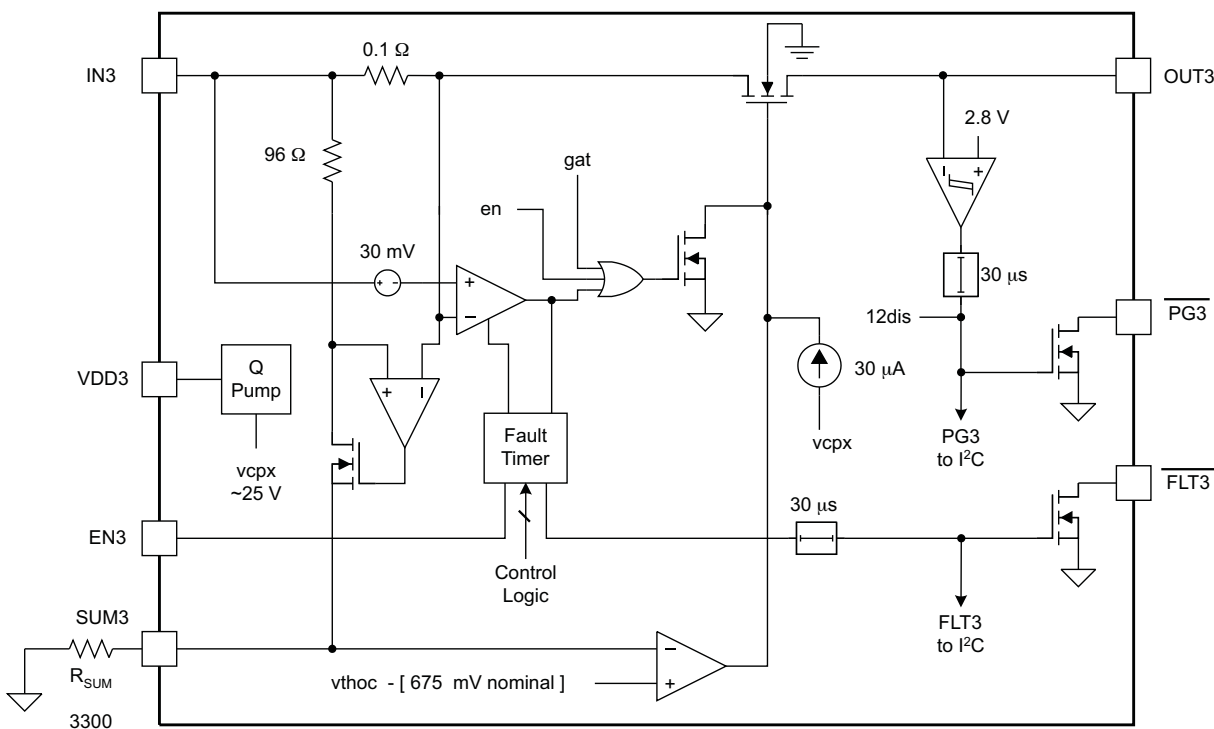 0.1 Ω
IN3
OUT3
2.8 V
96 Ω
gat
en
30 mV
30 μs
12dis
PG3
VDD3
Q
Pump
30 μA
vcpx
~25 V
Fault
Timer
vcpx
PG3
to I²C
FLT3
30 μs
EN3
Control
Logic
SUM3
FLT3
to I²C
R_SUM
vthoc - [ 675 mV nominal ]
3300
+ -
+
−
+
−
−
+
−
+